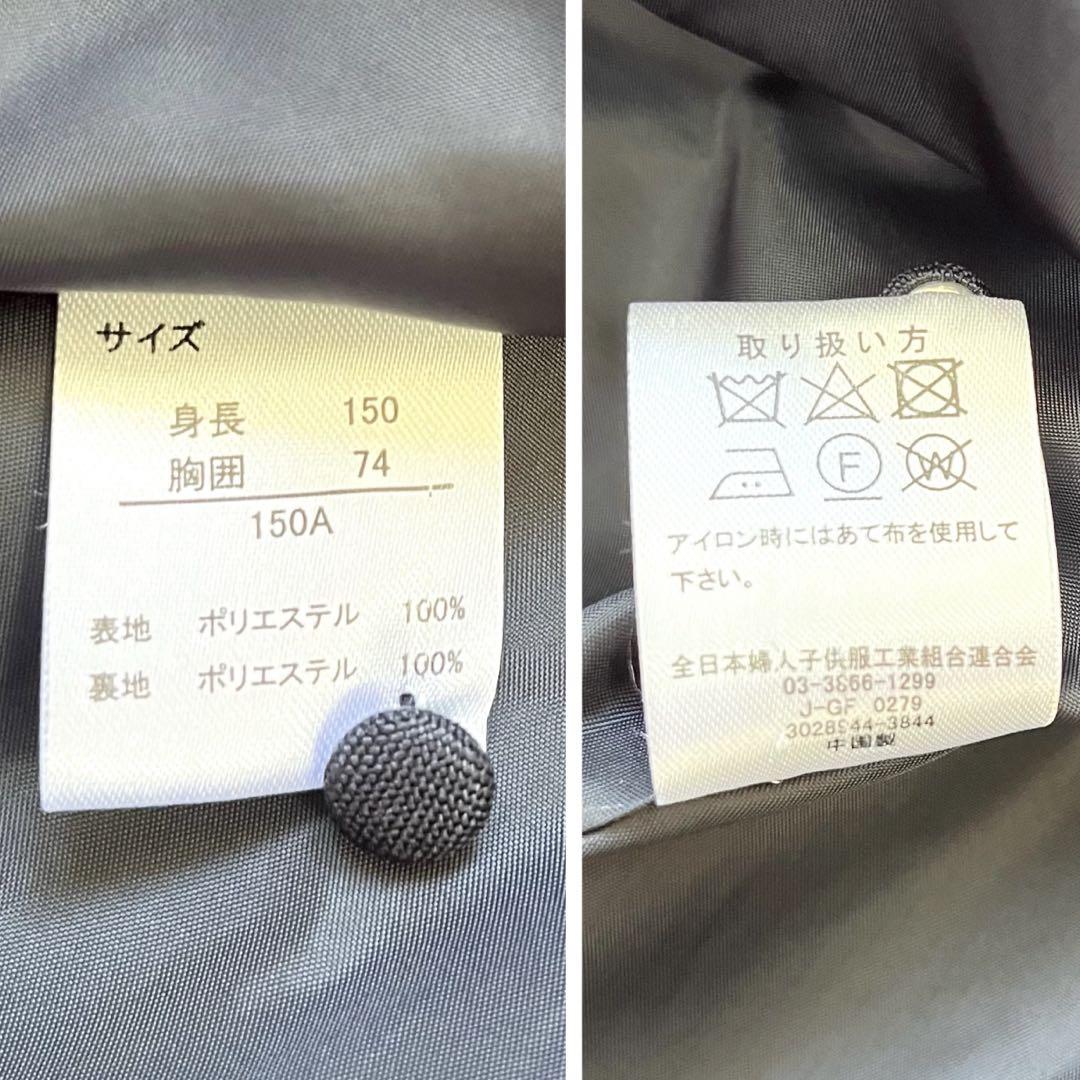 サイズ
身長 150
胸囲 74
150A
表地 ポリエステル 100%
裏地 ポリエステル 100%
取り扱い方
F W
アイロン時にはあて布を使用して
下さい。
全日本婦人子供服工業組合連合会
03-3866-1299
J-GF 0279
3028944-3844
中国製